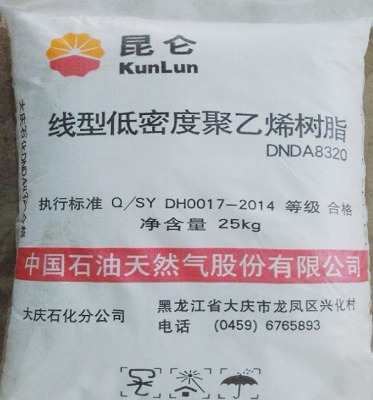 昆仑
KunLun
线型低密度聚乙烯树脂
DNDA8320
执行标准 Q/SY DH0017-2014 等级 合格
净含量 25kg
中国石油天然气股份有限公司
大庆石化分公司
黑龙江省大庆市龙凤区兴化村
电话 (0459) 6765893